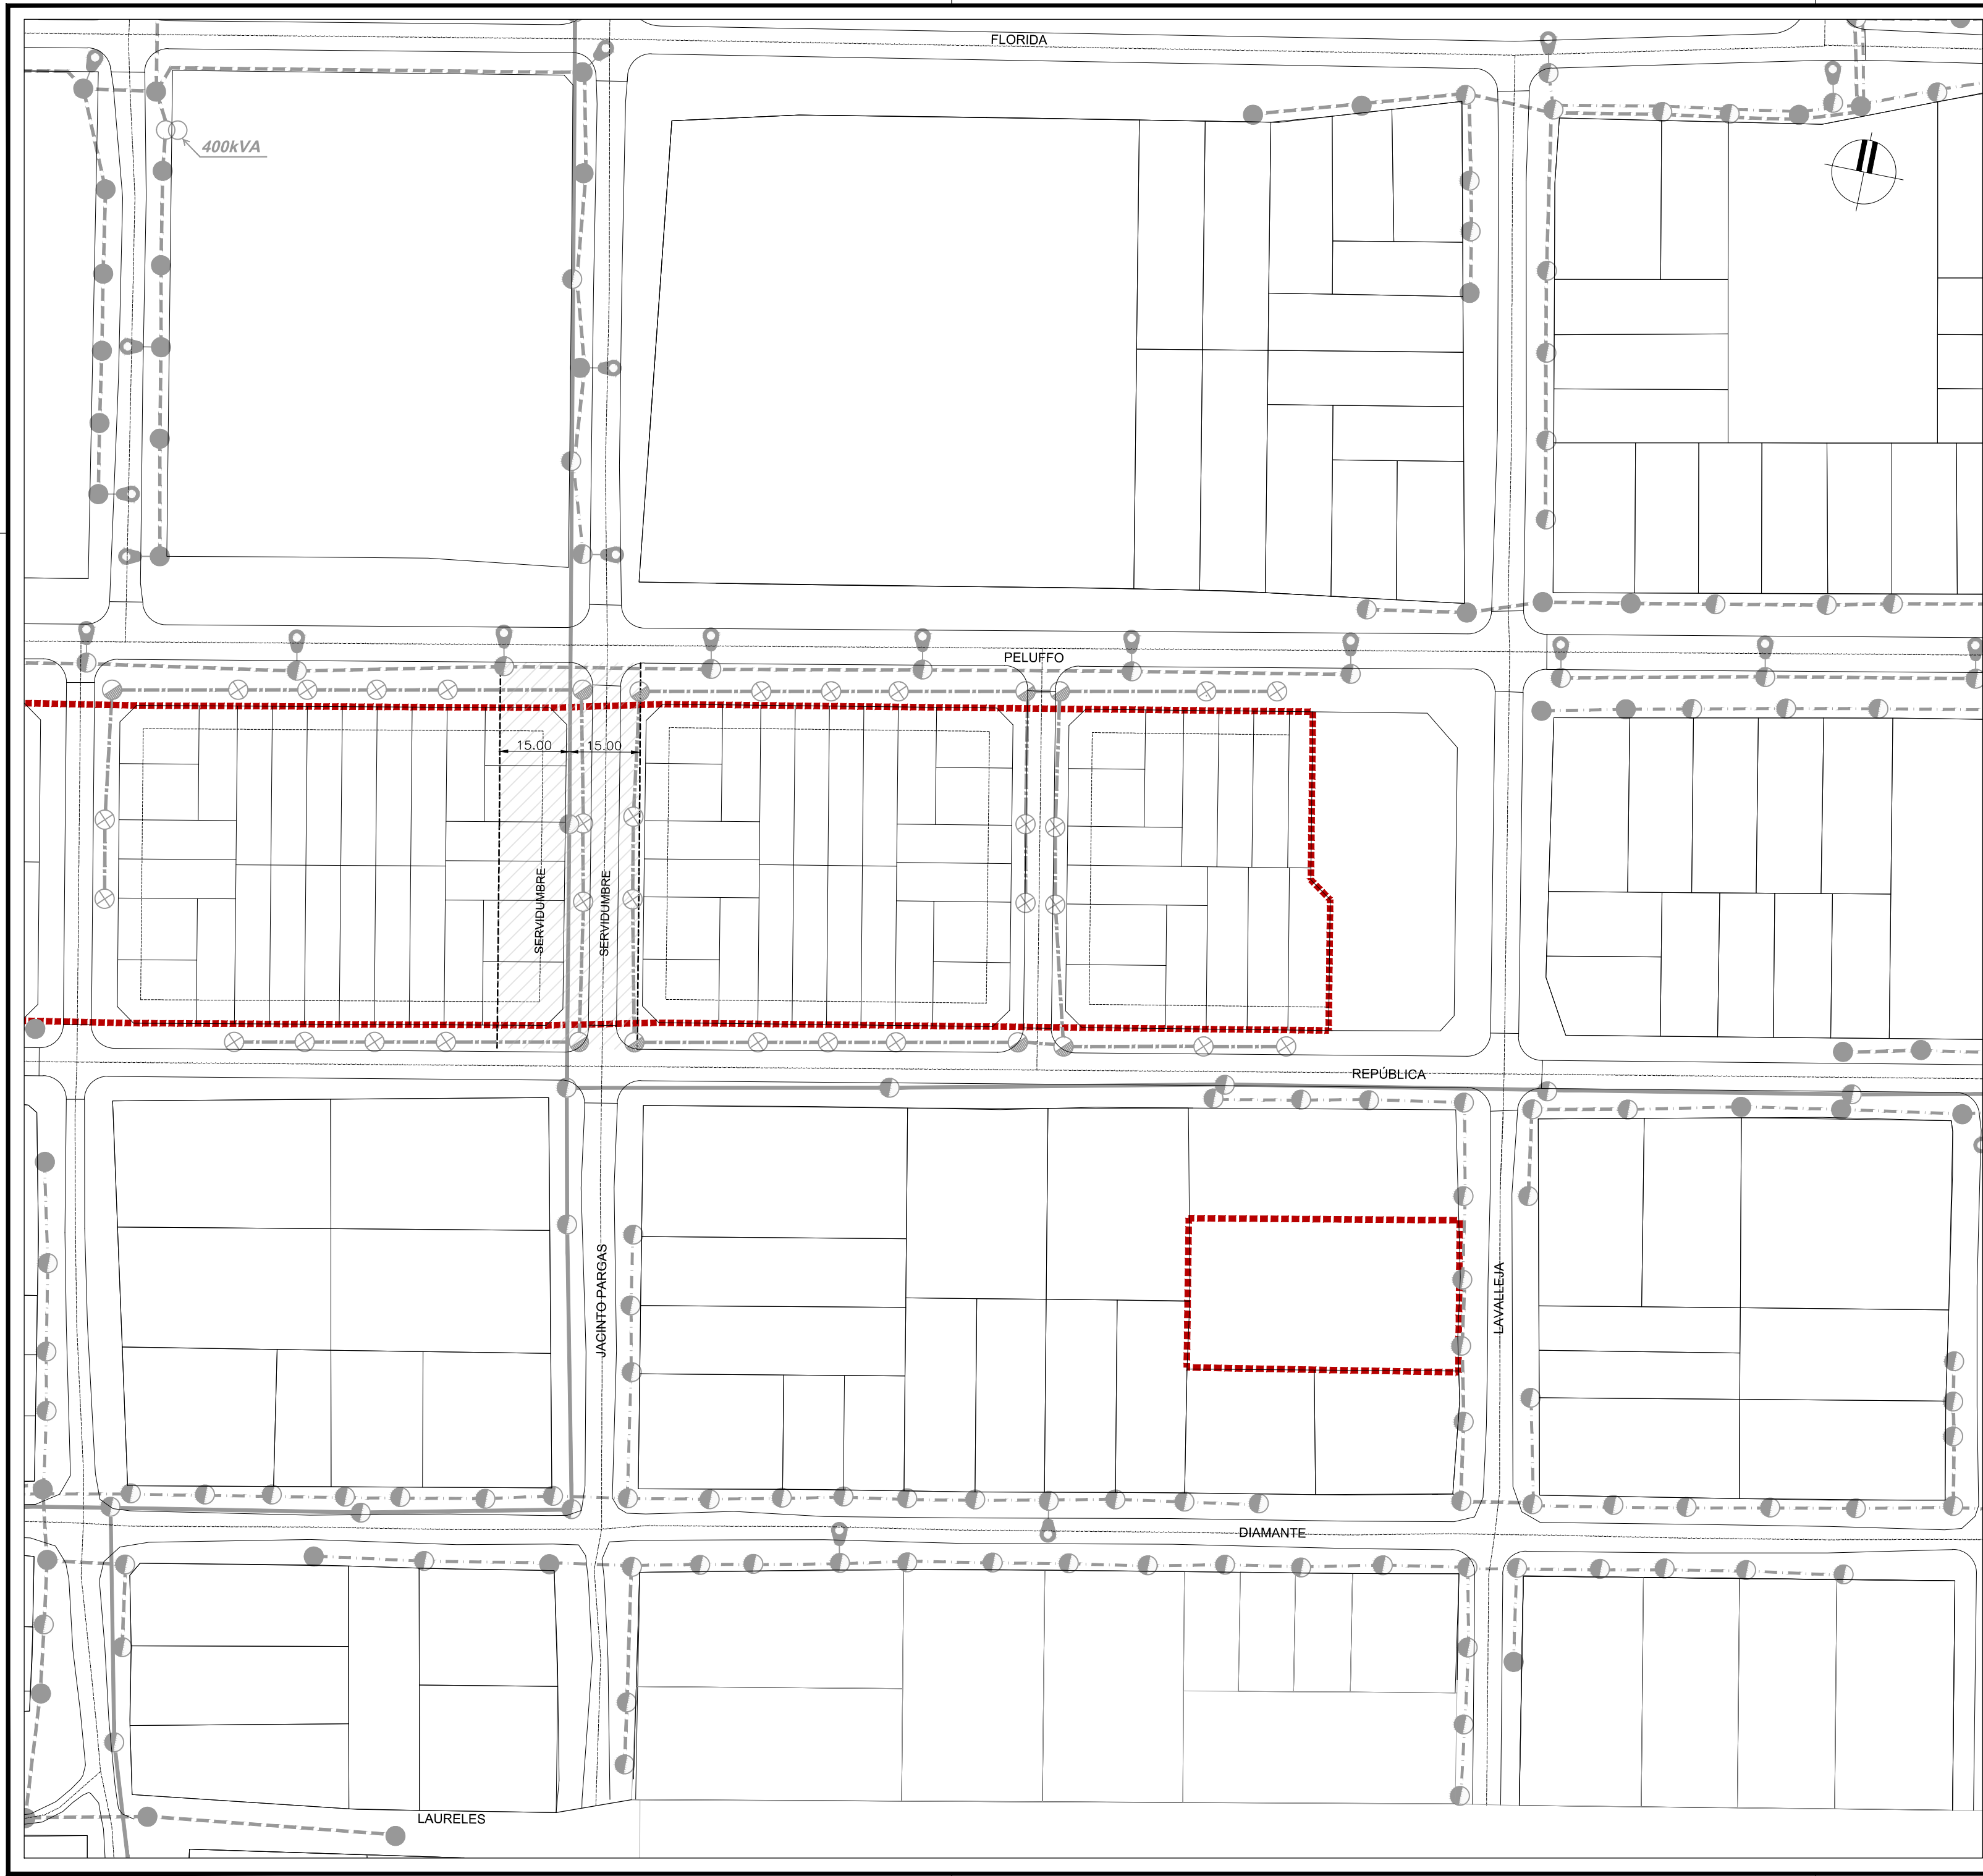 FLORIDA
400kVA
PELUFFO
15.00
15.00
SERVIDUMBRE
SERVIDUMBRE
REPÚBLICA
JACINTO PARGAS
LAVALLEJA
DIAMANTE
LAURELES